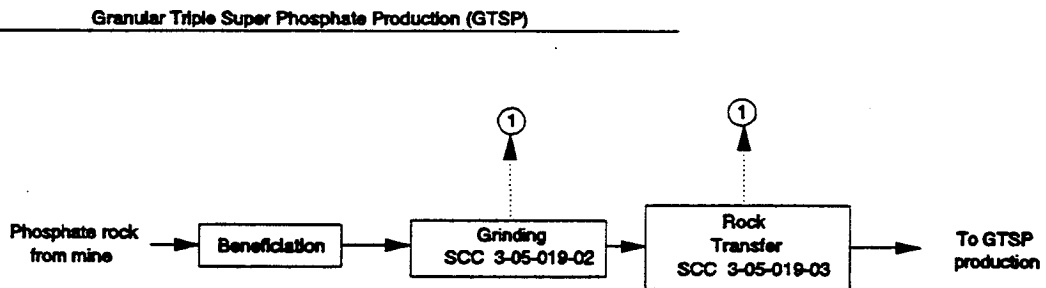 Granular Triple Super Phosphate Production (GTSP)
1
1
Phosphate rock
from mine
Beneficiation
Grinding
SCC 3-05-019-02
Rock
Transfer
SCC 3-05-019-03
To GTSP
production